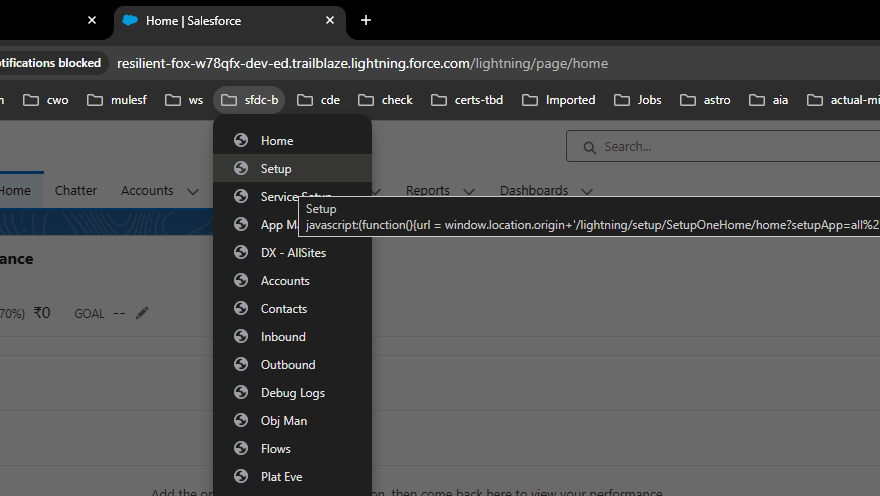 Home | Salesforce
notifications blocked
resilient-fox-w78qfx-dev-ed.trailblaze.lightning.force.com/lightning/page/home
cwo mulesf ws sfdc-b cde check certs-tbd Imported Jobs astro aia actual-mi
Search...
Home Chatter Accounts Reports Dashboards
Home
Setup
Service Setup
Setup
javascript:(function(){url = window.location.origin+'/lightning/setup/SetupOneHome/home?setupApp=all%2
App M
DX - AllSites
Accounts
Contacts
Inbound
Outbound
Debug Logs
Obj Man
Flows
Plat Eve
ance
70%) ₹0 GOAL --
Add the op on, then come back here to view your performance.